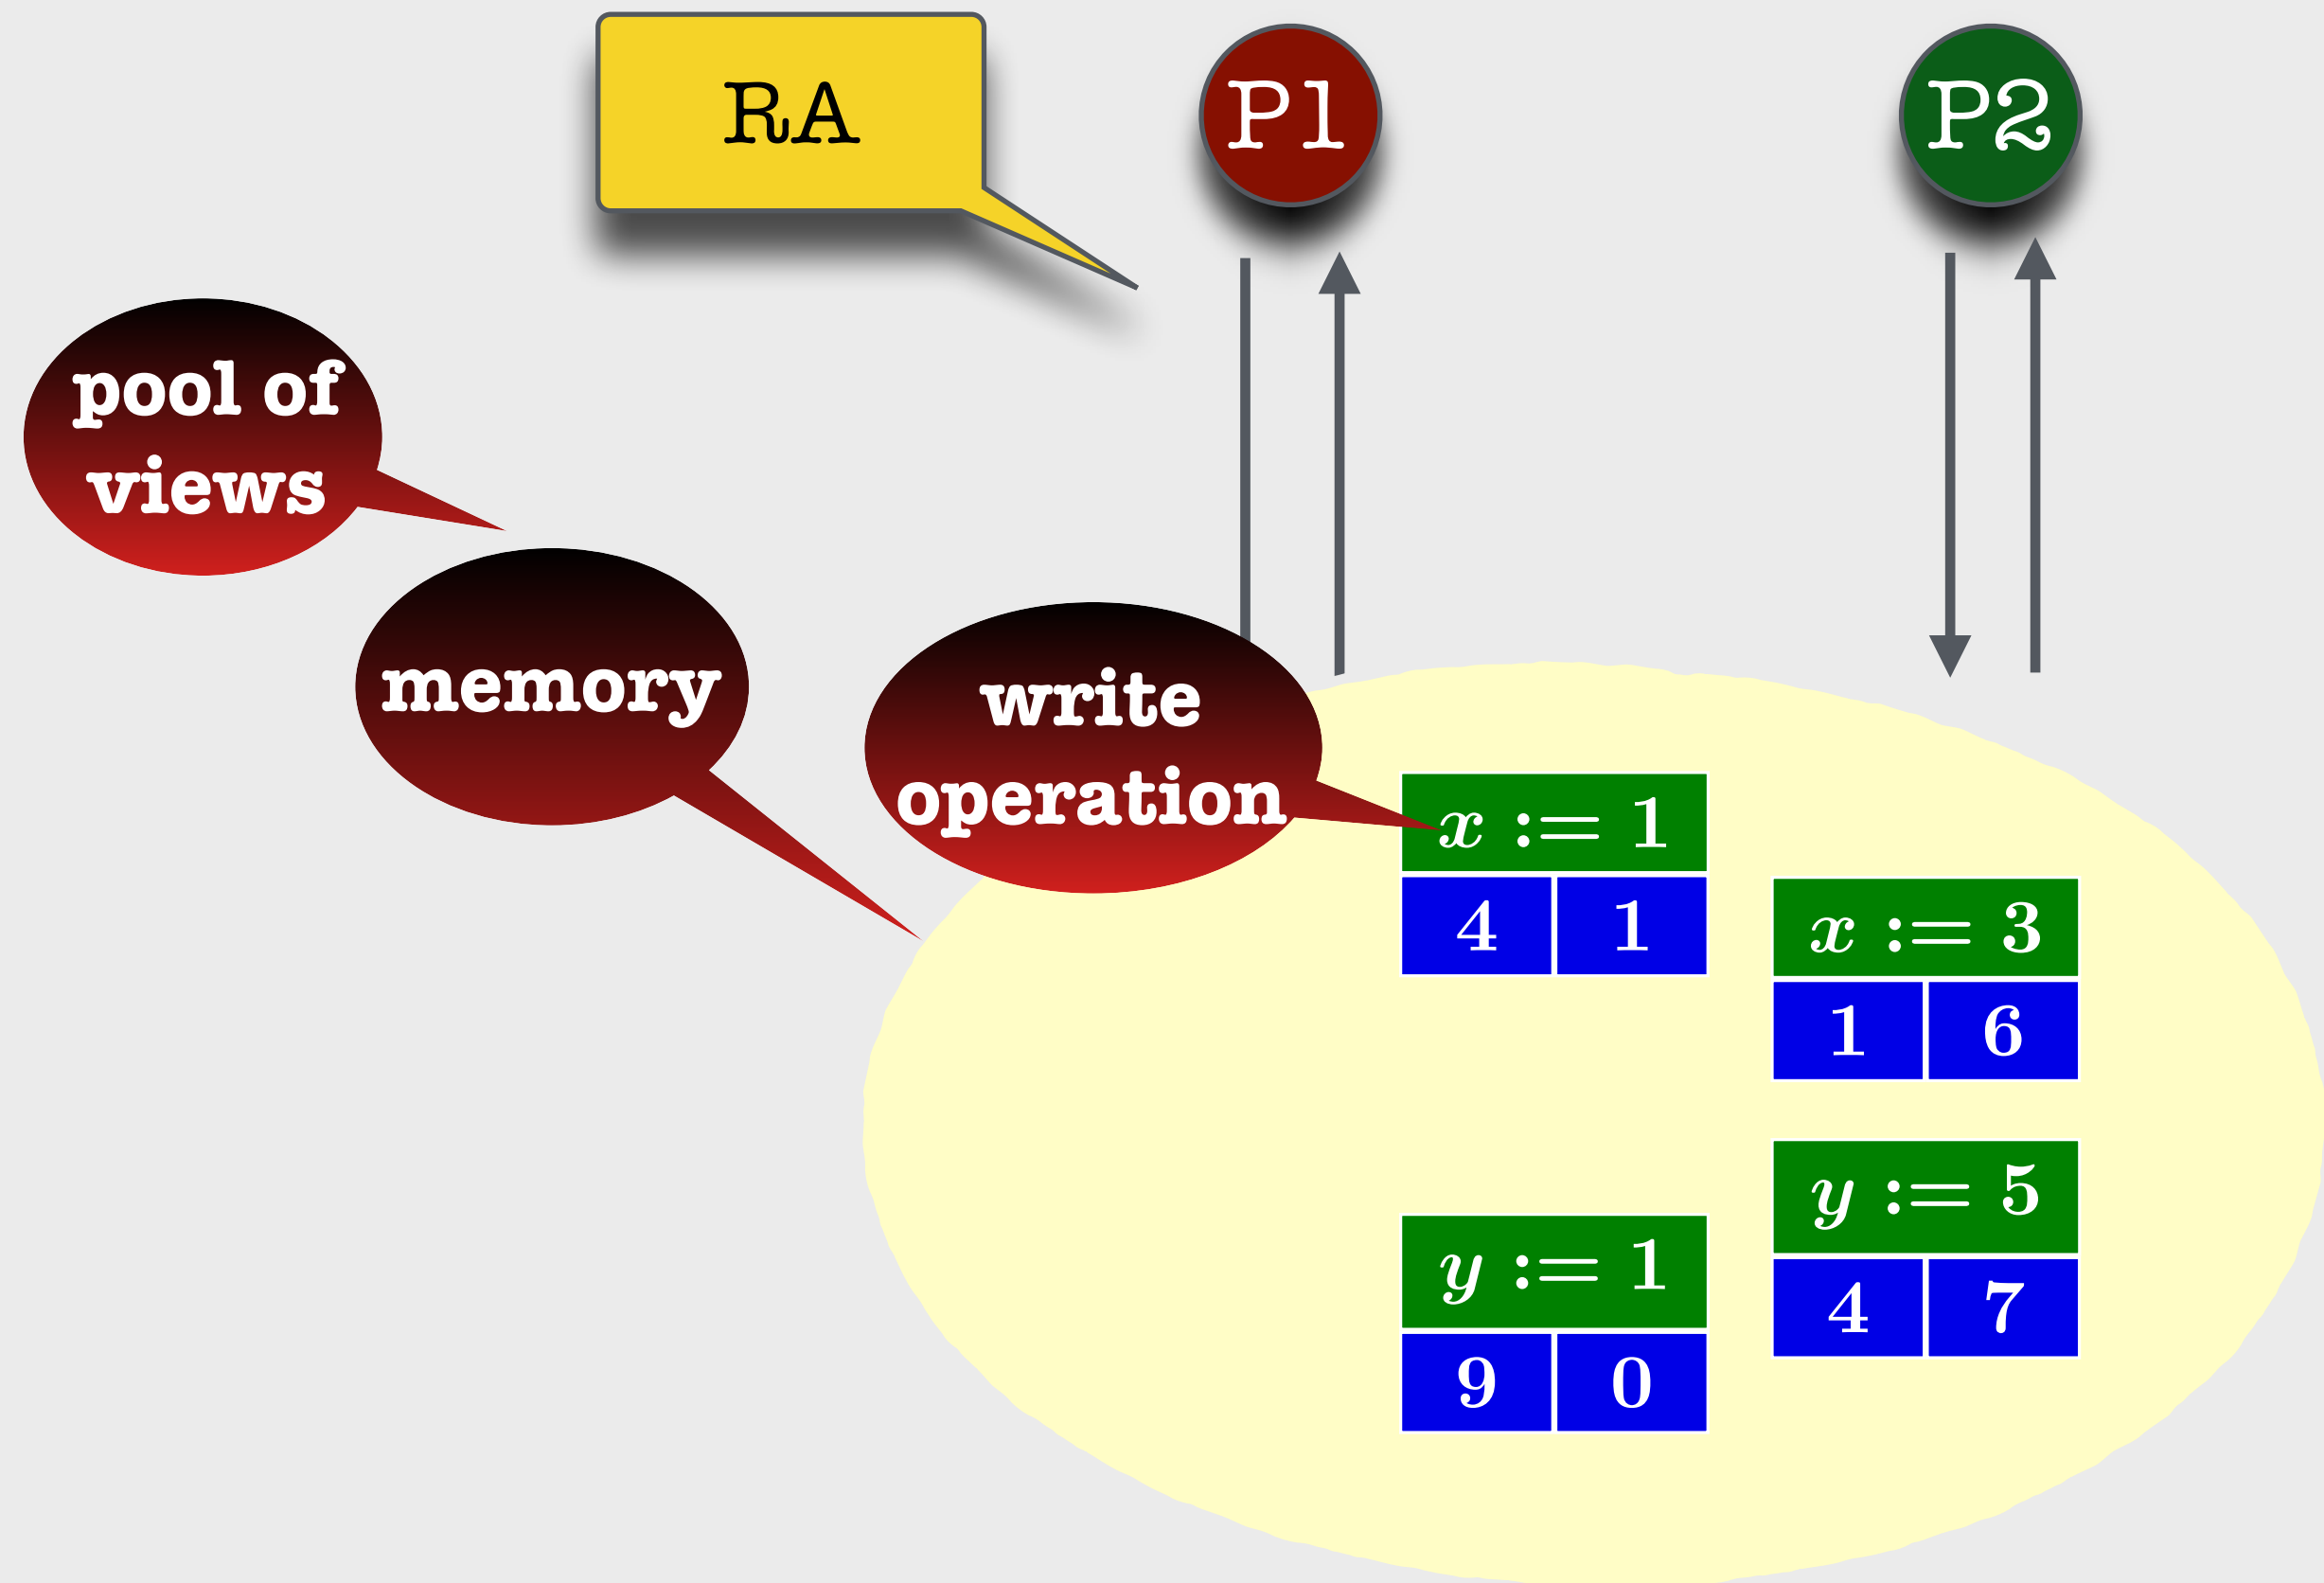 RA
P1
P2
pool of
views
memory
write
operation
x := 1
4 1
x := 3
1 6
y := 5
4 7
y := 1
9 0